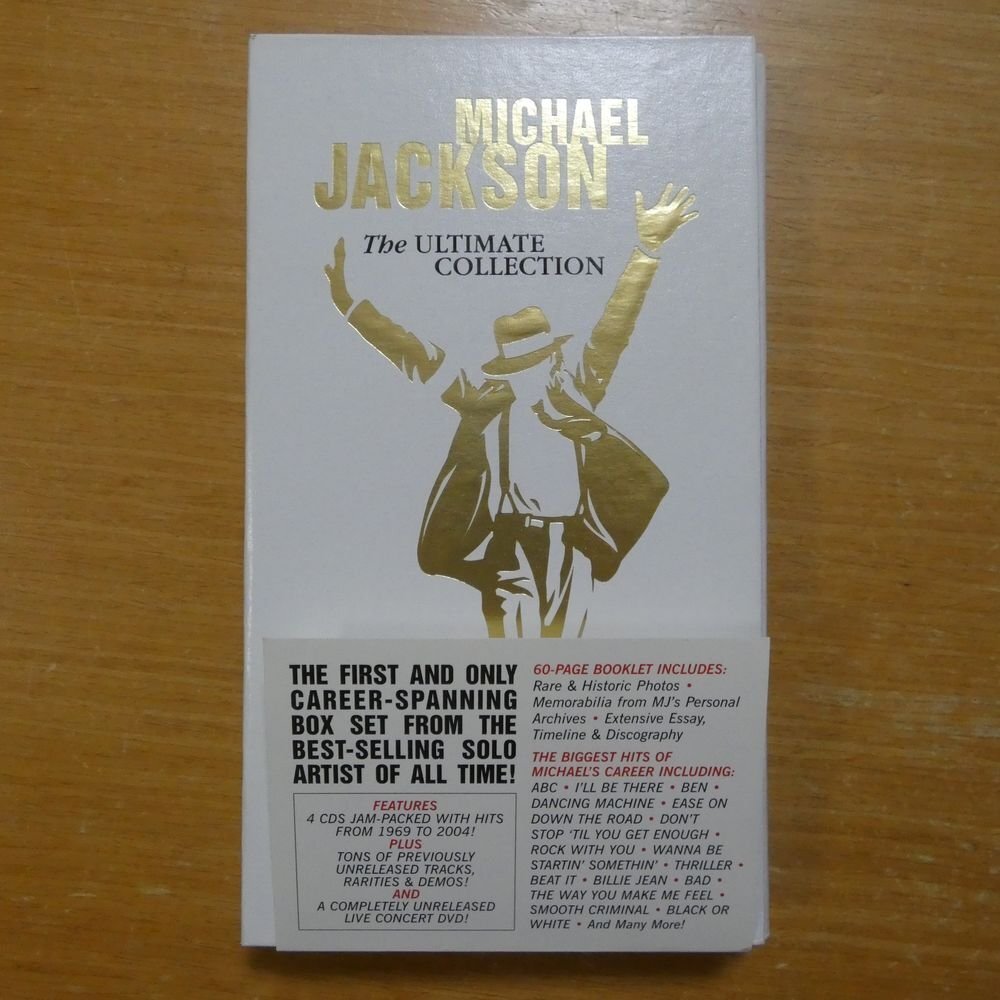 MICHAEL
JACKSON
The ULTIMATE
COLLECTION
THE FIRST AND ONLY
CAREER-SPANNING
BOX SET FROM THE
BEST-SELLING SOLO
ARTIST OF ALL TIME!
FEATURES
4 CDS JAM-PACKED WITH HITS
FROM 1969 TO 2004!
PLUS
TONS OF PREVIOUSLY
UNRELEASED TRACKS,
RARITIES & DEMOS!
AND
A COMPLETELY UNRELEASED
LIVE CONCERT DVD!
60-PAGE BOOKLET INCLUDES:
Rare & Historic Photos •
Memorabilia from MJ's Personal
Archives • Extensive Essay,
Timeline & Discography
THE BIGGEST HITS OF
MICHAEL'S CAREER INCLUDING:
ABC • I'LL BE THERE • BEN •
DANCING MACHINE • EASE ON
DOWN THE ROAD • DON'T
STOP 'TIL YOU GET ENOUGH •
ROCK WITH YOU • WANNA BE
STARTIN' SOMETHIN' • THRILLER •
BEAT IT • BILLIE JEAN • BAD •
THE WAY YOU MAKE ME FEEL •
SMOOTH CRIMINAL • BLACK OR
WHITE • And Many More!